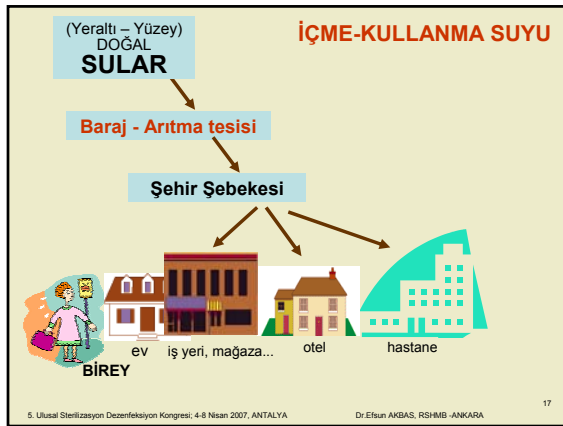 İÇME-KULLANMA SUYU
(Yeraltı – Yüzey)
DOĞAL
SULAR
Baraj - Arıtma tesisi
Şehir Şebekesi
BİREY
ev
iş yeri, mağaza...
otel
hastane
17
5. Ulusal Sterilizasyon Dezenfeksiyon Kongresi; 4-8 Nisan 2007, ANTALYA
Dr.Efsun AKBAS, RSHMB -ANKARA